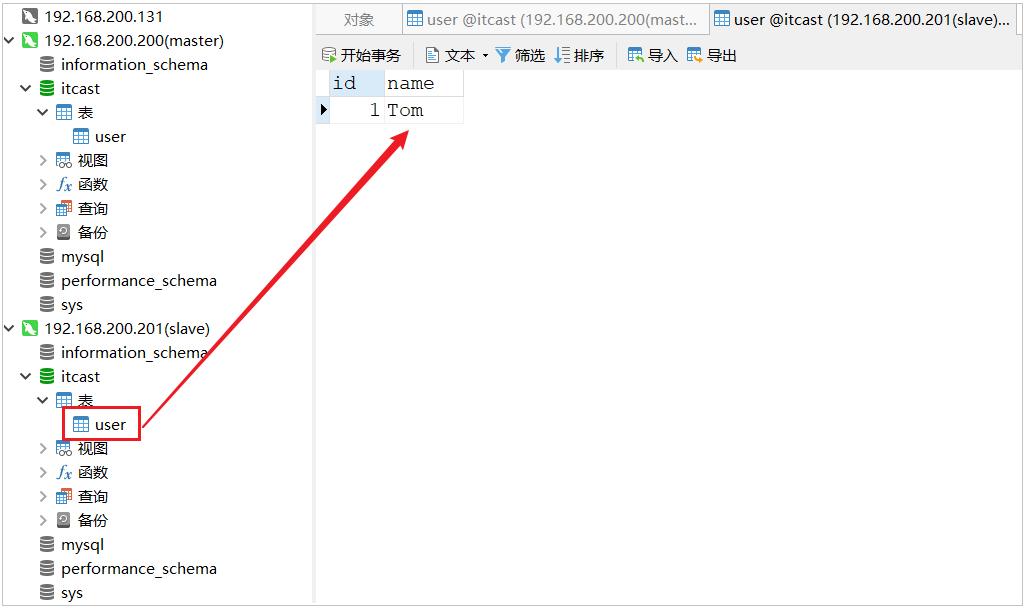 192.168.200.131
192.168.200.200(master)
information_schema
itcast
表
user
视图
函数
查询
备份
mysql
performance_schema
sys
192.168.200.201(slave)
information_schema
itcast
表
user
视图
函数
查询
备份
mysql
performance_schema
sys
对象
user @itcast (192.168.200.200(mast...
user @itcast (192.168.200.201(slave)...
开始事务 文本 筛选 排序 导入 导出
id name
1 Tom